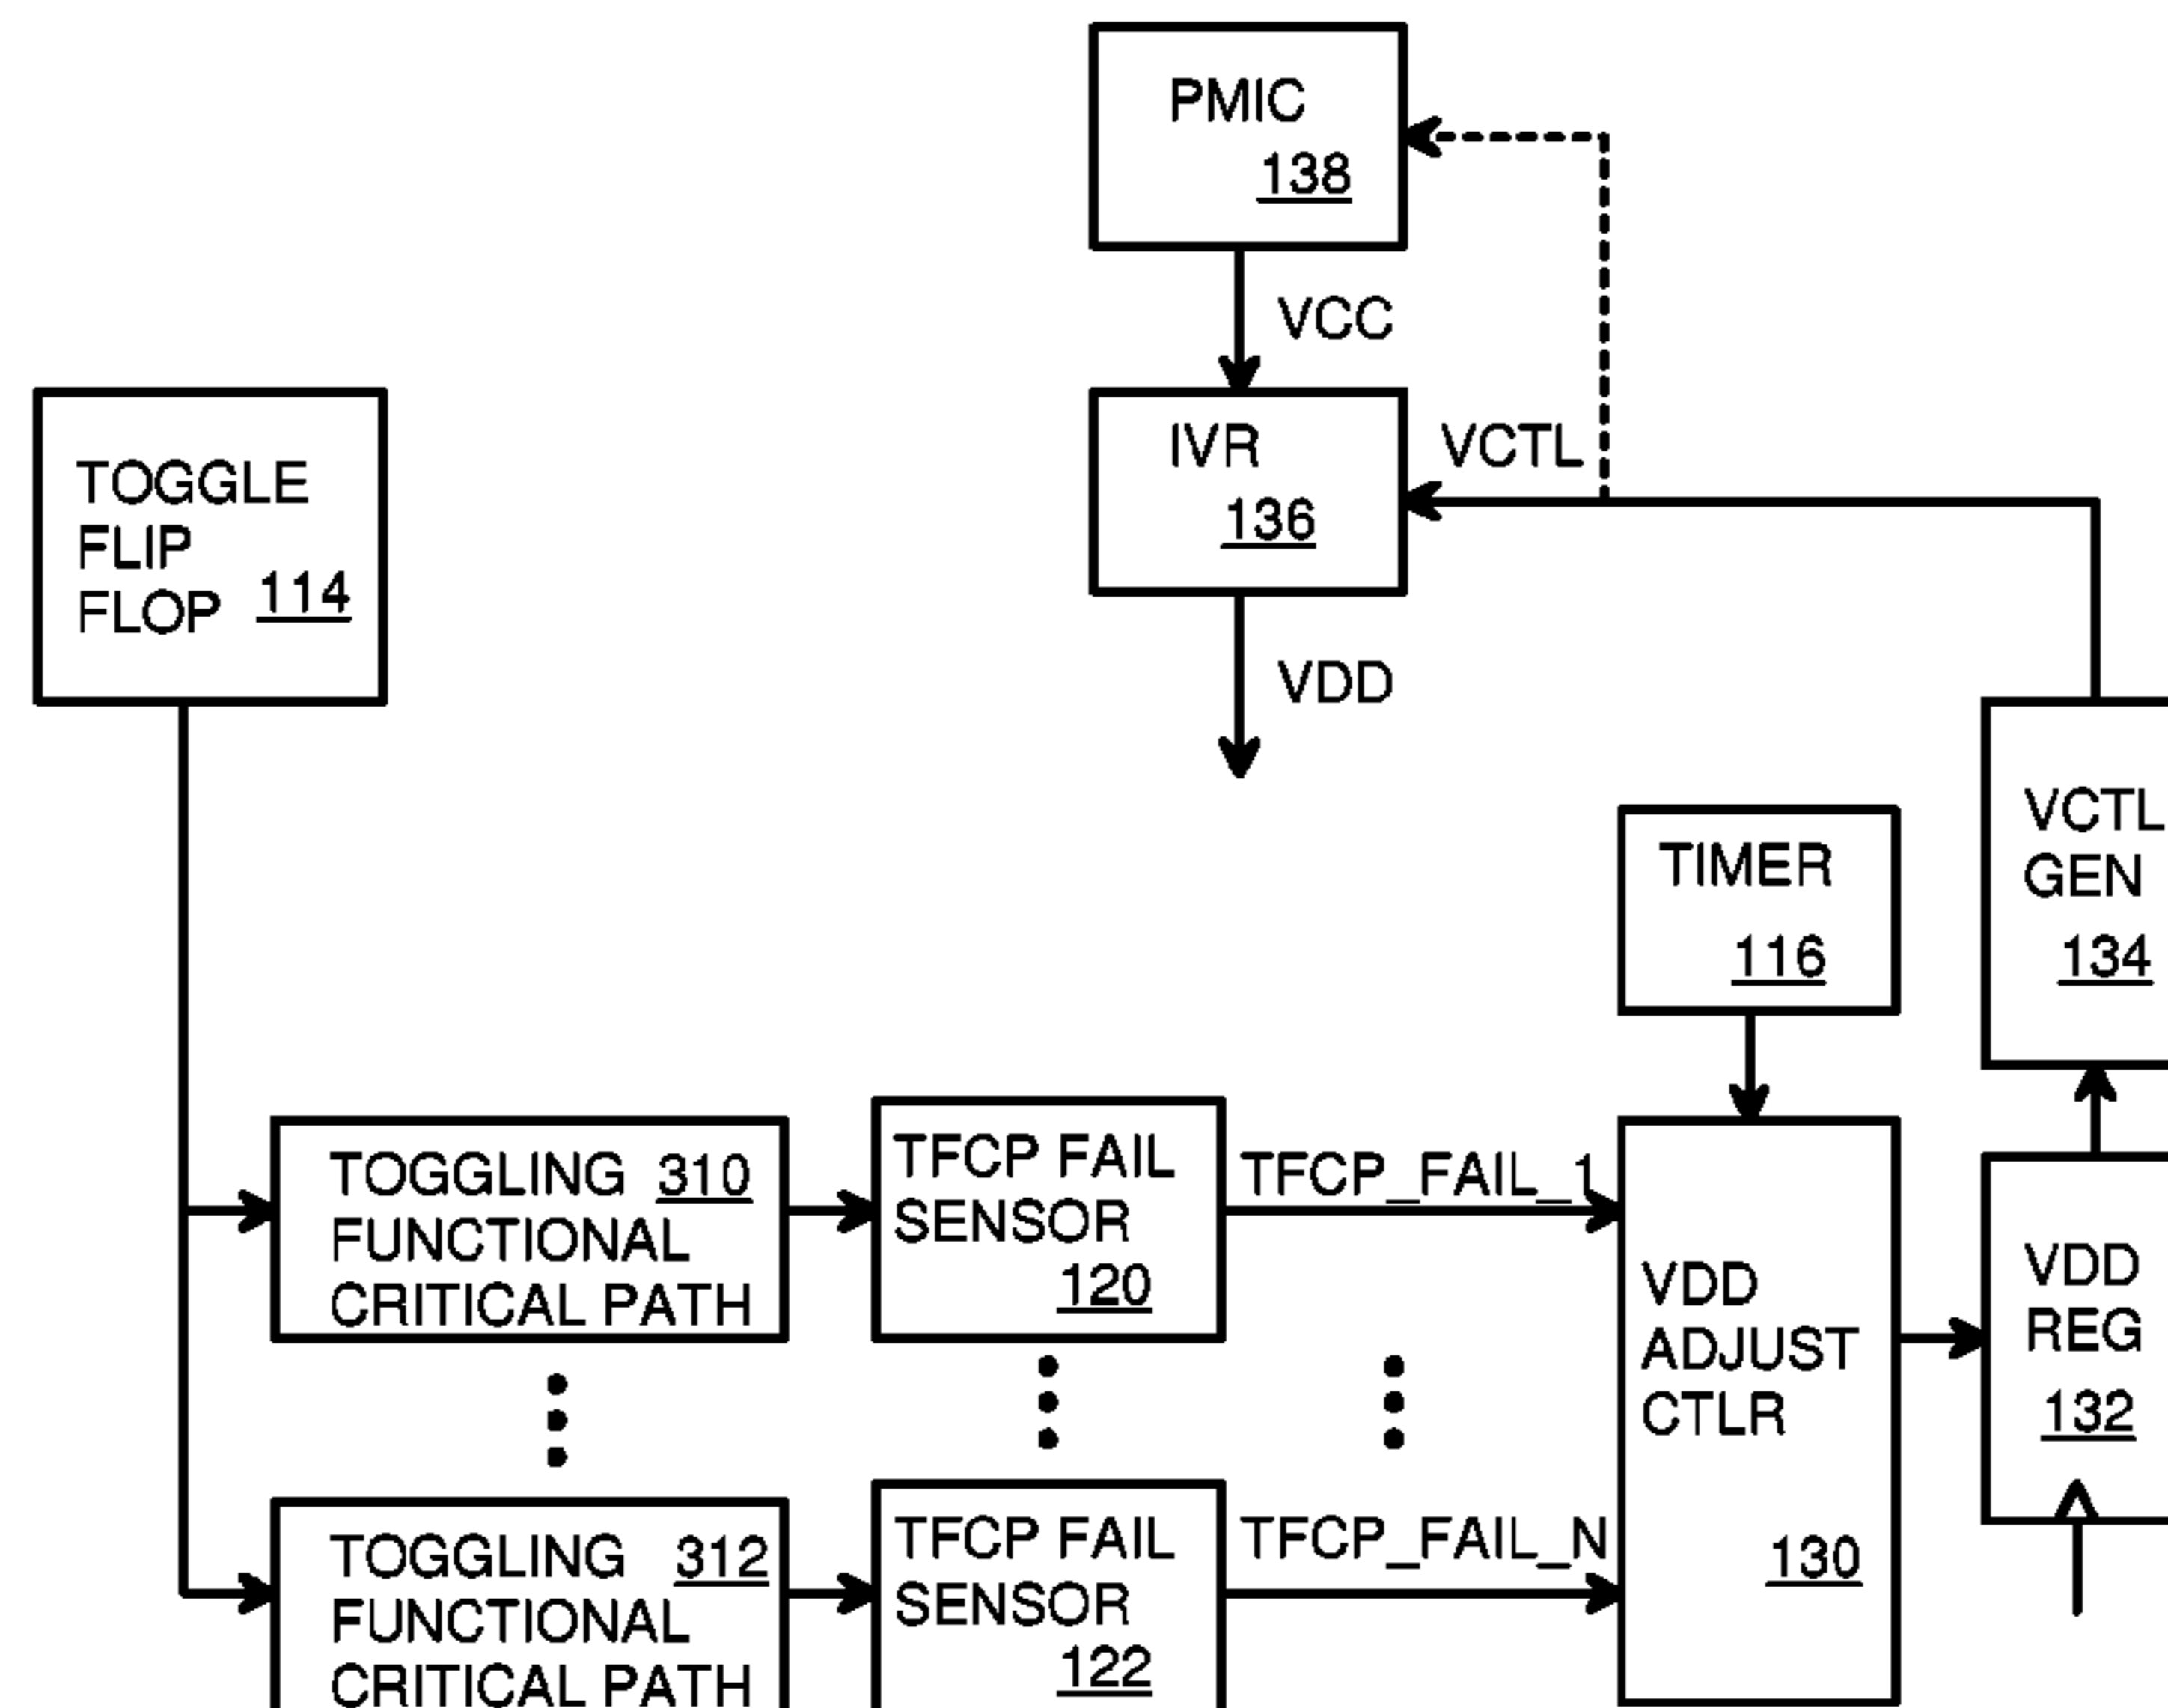 PMIC
138
VCC
IVR
136
VCTL
VDD
TOGGLE
FLIP
FLOP 114
TIMER
116
VCTL
GEN
134
TOGGLING 310
FUNCTIONAL
CRITICAL PATH
TFCP FAIL
SENSOR
120
TFCP_FAIL_1
VDD
ADJUST
CTLR
130
VDD
REG
132
TOGGLING 312
FUNCTIONAL
CRITICAL PATH
TFCP FAIL
SENSOR
122
TFCP_FAIL_N